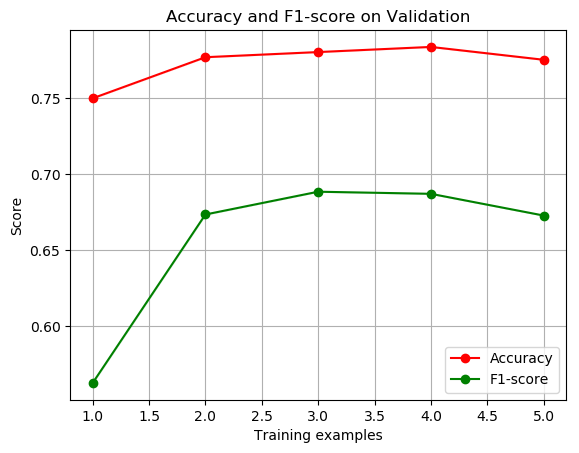 Accuracy and F1-score on Validation
Score
0.75
0.70
0.65
0.60
Accuracy
F1-score
1.0 1.5 2.0 2.5 3.0 3.5 4.0 4.5 5.0
Training examples